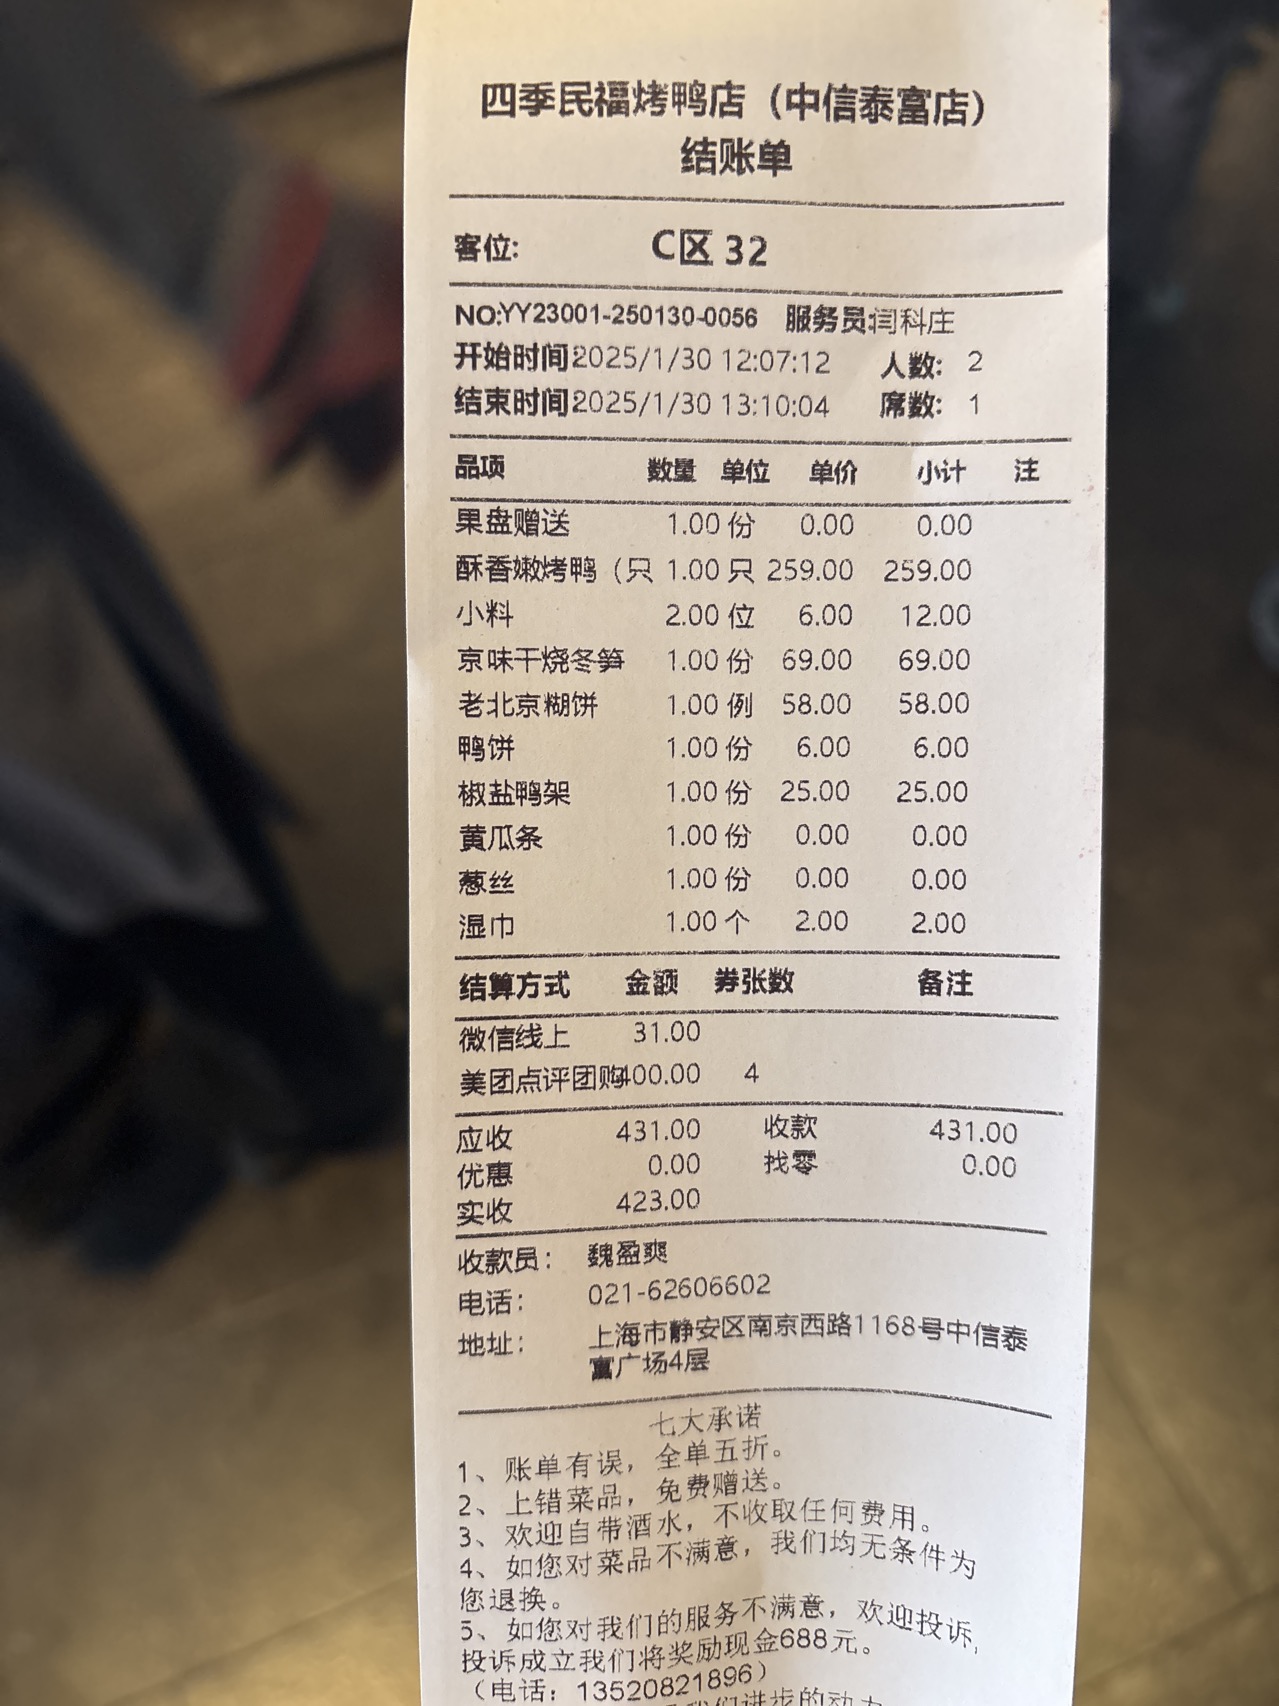 四季民福烤鸭店（中信泰富店）
结账单
客位: C区 32
NO:YY23001-250130-0056 服务员:闫科庄
开始时间2025/1/30 12:07:12 人数: 2
结束时间2025/1/30 13:10:04 席数: 1
品项 数量 单位 单价 小计 注
果盘赠送 1.00 份 0.00 0.00
酥香嫩烤鸭（只 1.00 只 259.00 259.00
小料 2.00 位 6.00 12.00
京味干烧冬笋 1.00 份 69.00 69.00
老北京糊饼 1.00 例 58.00 58.00
鸭饼 1.00 份 6.00 6.00
椒盐鸭架 1.00 份 25.00 25.00
黄瓜条 1.00 份 0.00 0.00
葱丝 1.00 份 0.00 0.00
湿巾 1.00 个 2.00 2.00
结算方式 金额 券张数 备注
微信线上 31.00
美团点评团购400.00 4
应收 431.00 收款 431.00
优惠 0.00 找零 0.00
实收 423.00
收款员: 魏盈爽
电话: 021-62606602
地址: 上海市静安区南京西路1168号中信泰
富广场4层
七大承诺
1、账单有误，全单五折。
2、上错菜品，免费赠送。
3、欢迎自带酒水，不收取任何费用。
4、如您对菜品不满意，我们均无条件为
您退换。
5、如您对我们的服务不满意，欢迎投诉,
投诉成立我们将奖励现金688元。
（电话：13520821896）
我们进步的动力